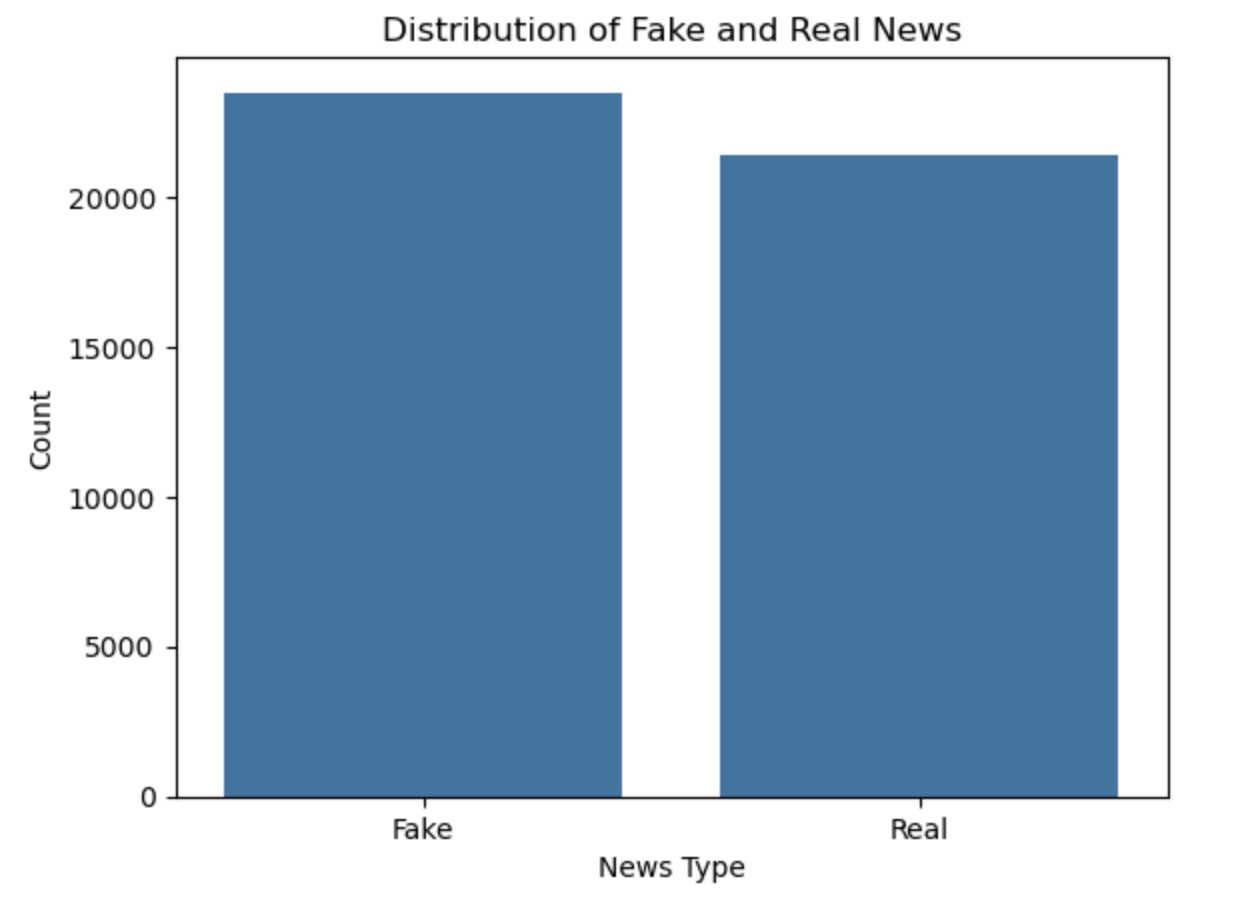 Distribution of Fake and Real News
20000
15000
10000
5000
0
Count
Fake Real
News Type